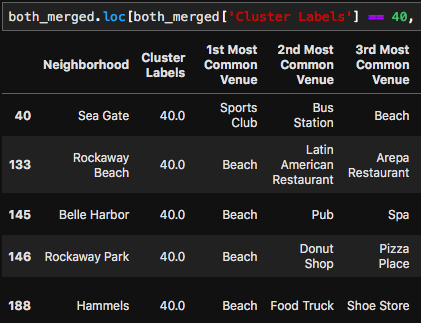 both_merged.loc[both_merged['Cluster Labels'] == 40,
Neighborhood Cluster Labels 1st Most Common Venue 2nd Most Common Venue 3rd Most Common Venue
40 Sea Gate 40.0 Sports Club Bus Station Beach
133 Rockaway Beach 40.0 Beach Latin American Restaurant Arepa Restaurant
145 Belle Harbor 40.0 Beach Pub Spa
146 Rockaway Park 40.0 Beach Donut Shop Pizza Place
188 Hammels 40.0 Beach Food Truck Shoe Store